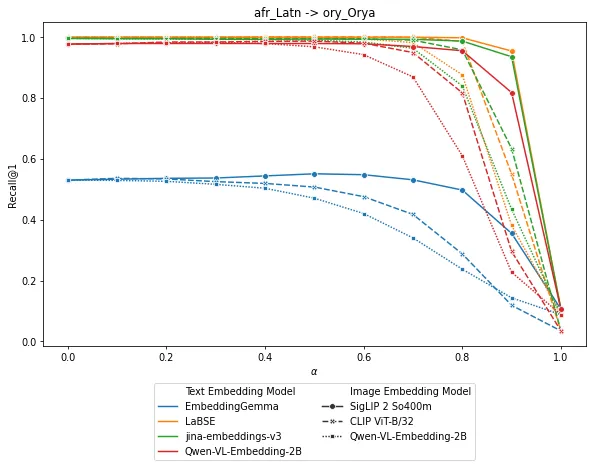 afr_Latn -> ory_Orya
1.0
0.8
0.6
0.4
0.2
0.0
Recall@1
0.0 0.2 0.4 0.6 0.8 1.0
α
Text Embedding Model
EmbeddingGemma
LaBSE
jina-embeddings-v3
Qwen-VL-Embedding-2B
Image Embedding Model
SigLIP 2 So400m
CLIP ViT-B/32
Qwen-VL-Embedding-2B